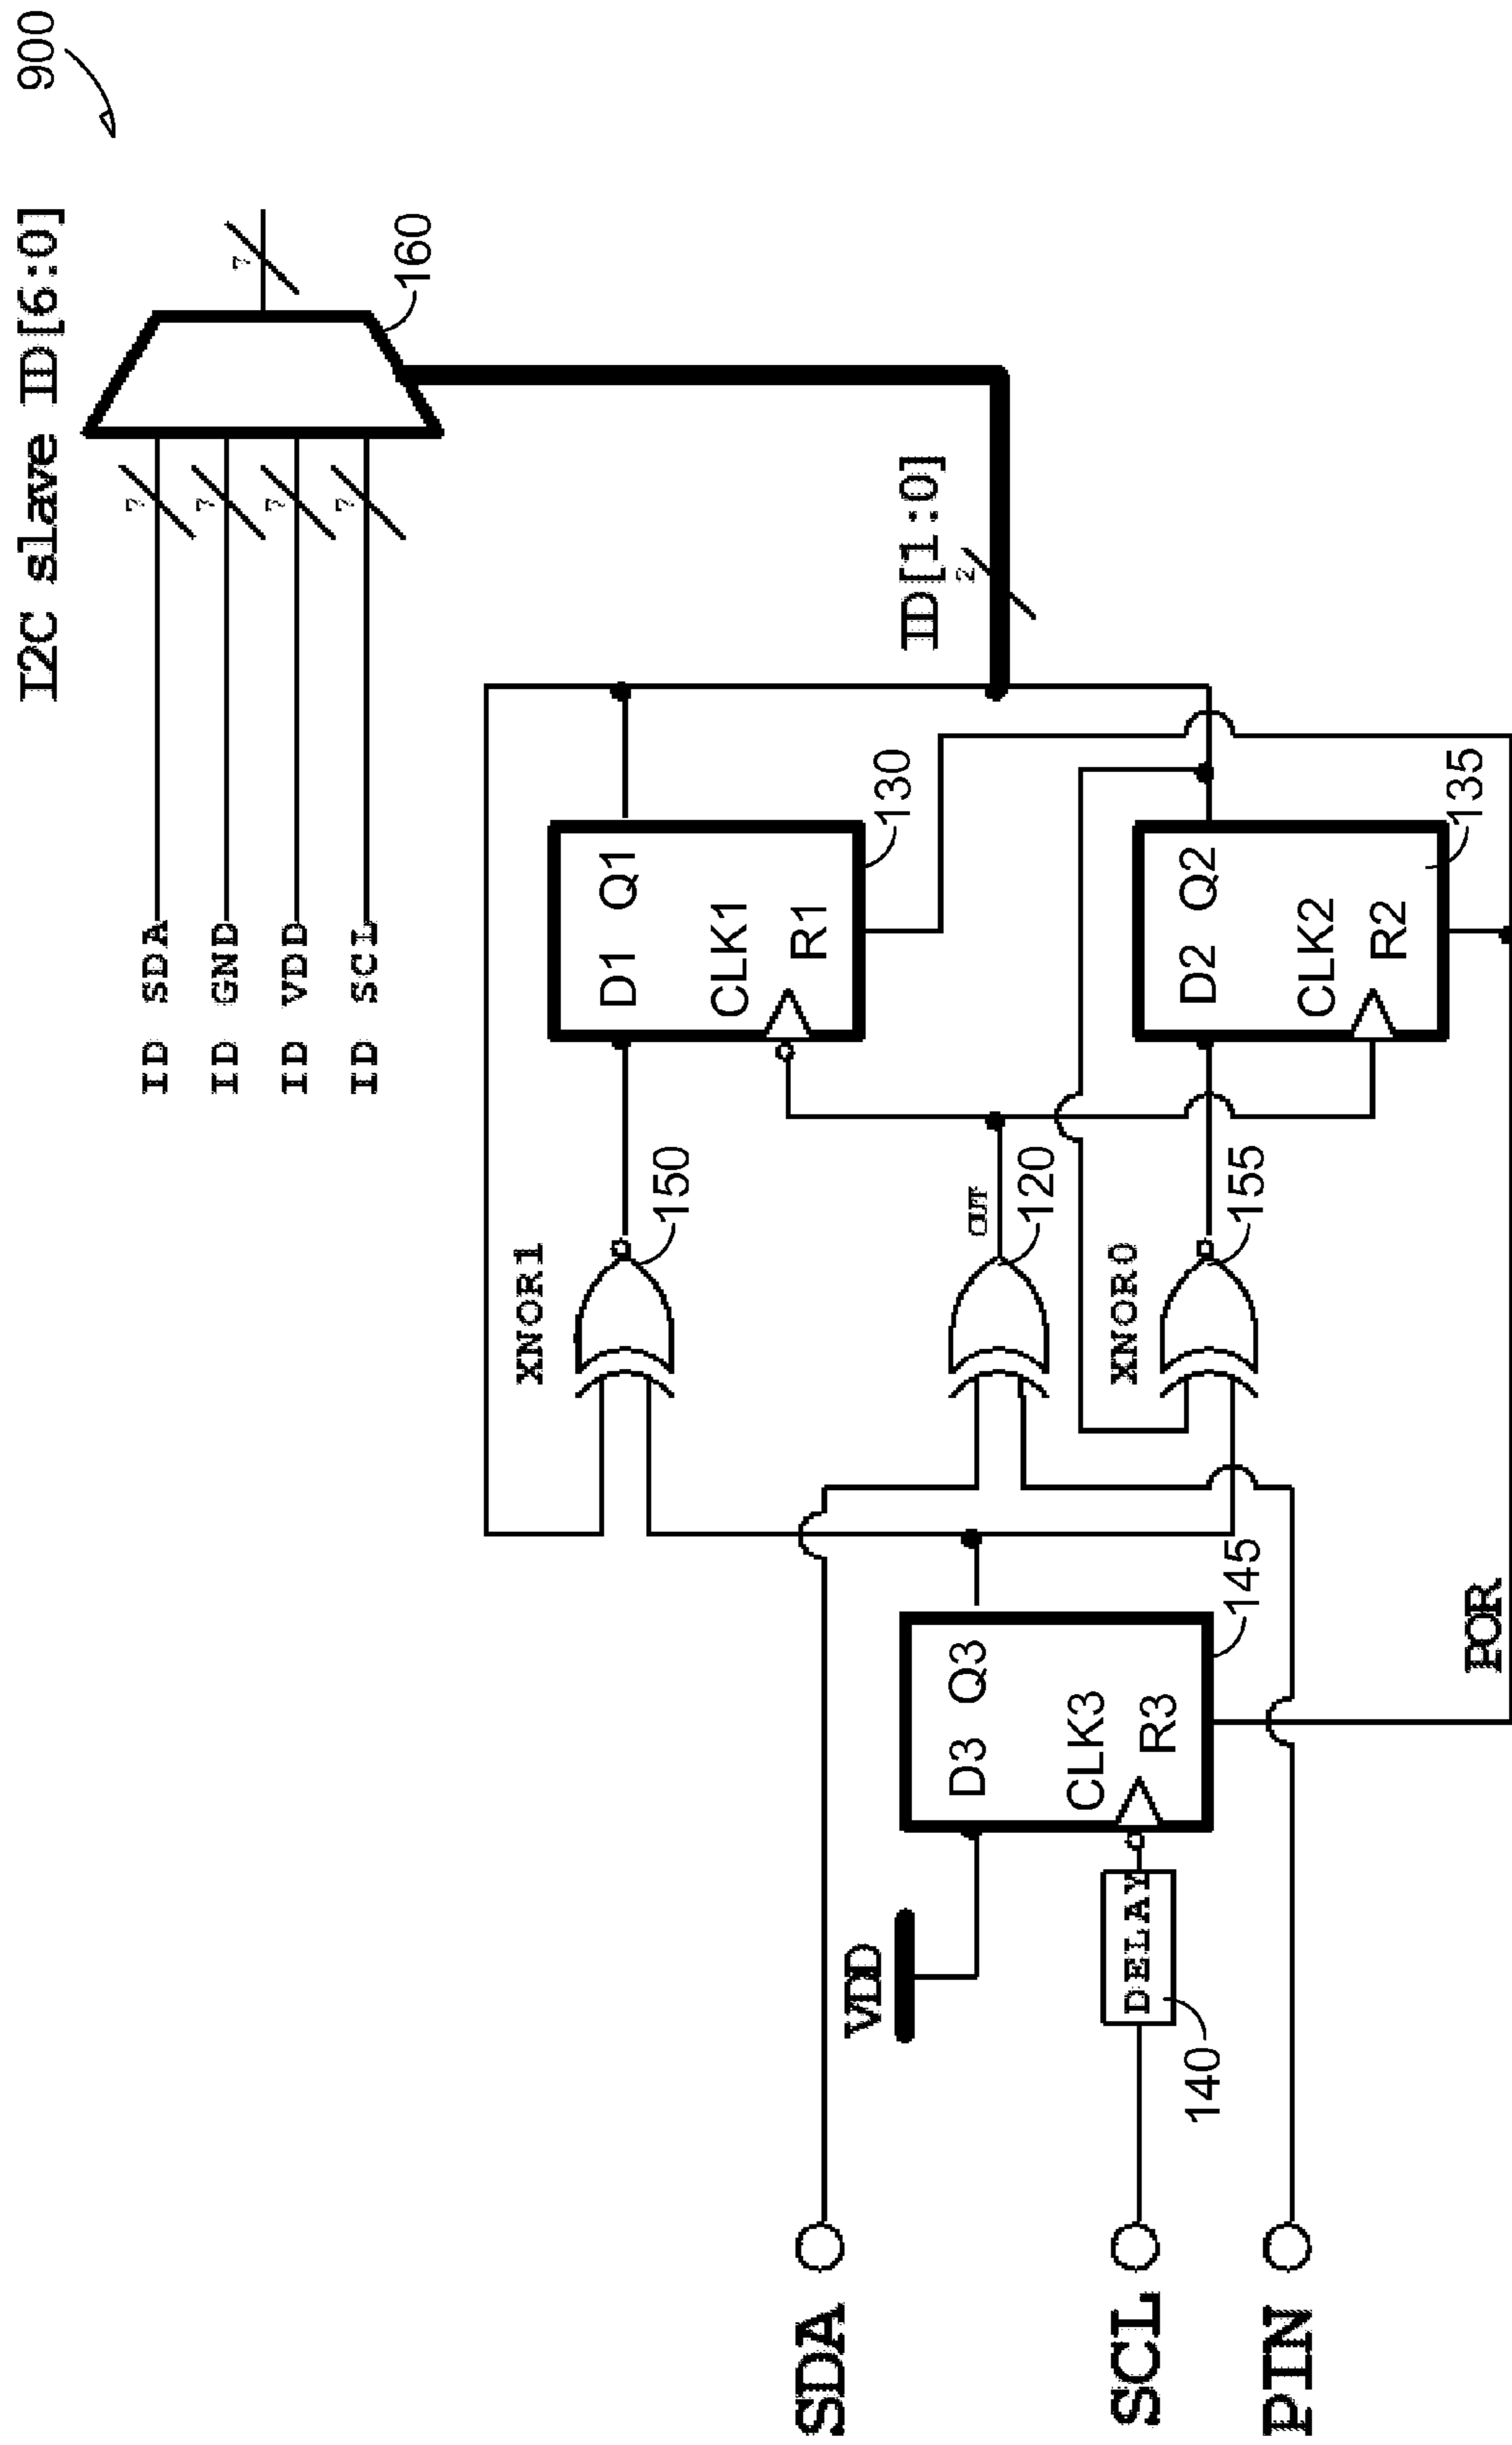 900
I2C slave ID[6:0]
7
160
ID SDA
7
ID GND
7
ID VDD
7
ID SCL
7
ID[1:0]
2
XNOR1
150
D1 Q1
CLK1
R1
130
OUT
120
XNOR0
155
D2 Q2
CLK2
R2
135
VDD
D3 Q3
CLK3
R3
145
DELAY
140
POR
SDA
SCL
PIN